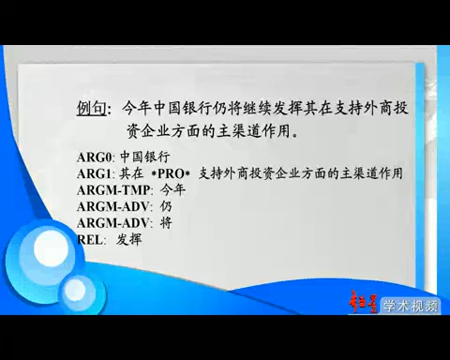 例句: 今年中国银行仍将继续发挥其在支持外商投
资企业方面的主渠道作用。
ARG0: 中国银行
ARG1: 其在 *PRO* 支持外商投资企业方面的主渠道作用
ARGM-TMP: 今年
ARGM-ADV: 仍
ARGM-ADV: 将
REL: 发挥
学术视频